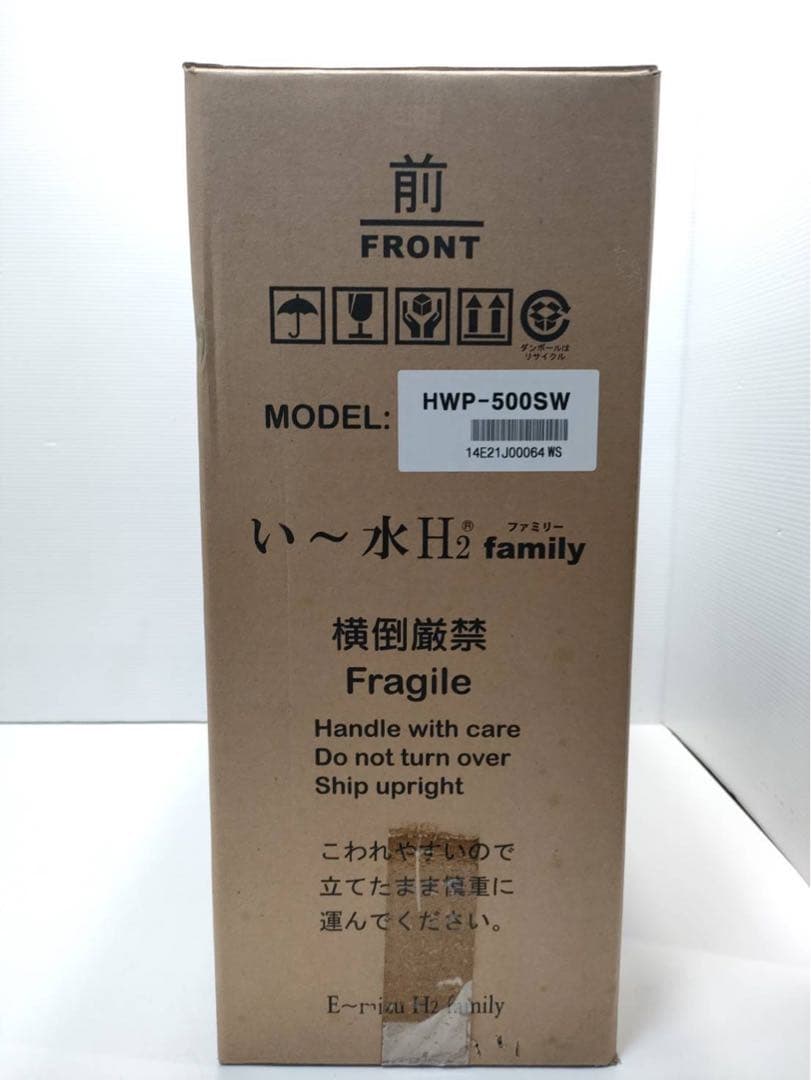 前
FRONT
ダンボールは
リサイクル
MODEL:
HWP-500SW
14E21J00064 WS
い〜水H2® family
ファミリー
横倒厳禁
Fragile
Handle with care
Do not turn over
Ship upright
こわれやすいので
立てたまま慎重に
運んでください。
E〜mizu H2 family